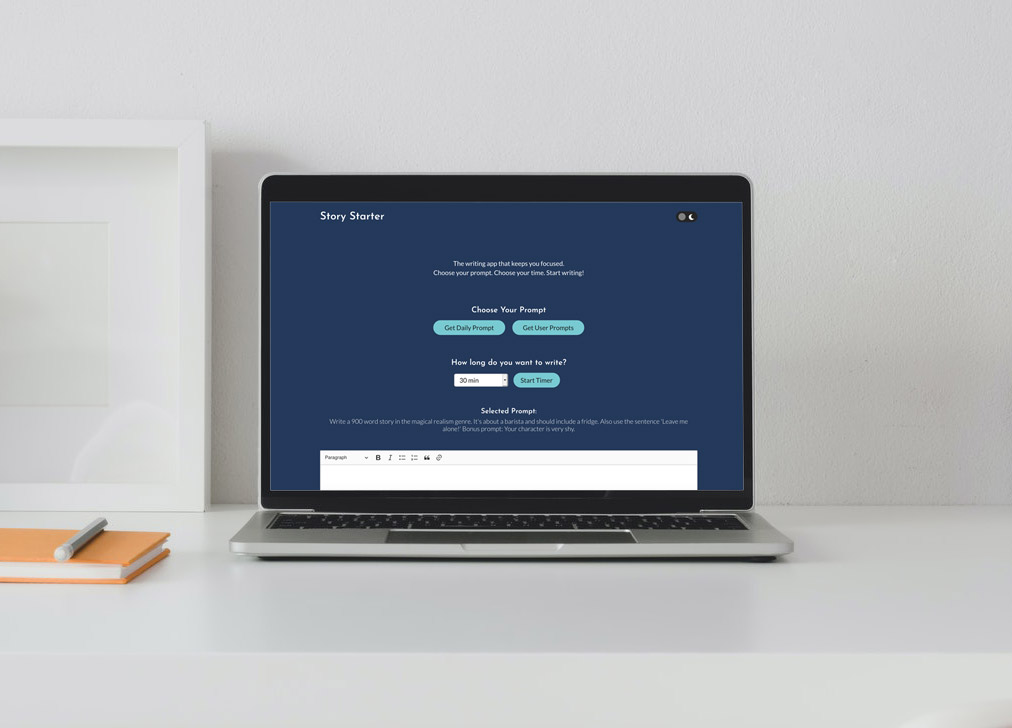 Story Starter
The writing app that keeps you focused.
Choose your prompt. Choose your time. Start writing!
Choose Your Prompt
Get Daily Prompt Get User Prompts
How long do you want to write?
30 min Start Timer
Selected Prompt:
Write a 900 word story in the magical realism genre. It's about a barista and should include a fridge. Also use the sentence 'Leave me
alone!' Bonus prompt: Your character is very shy.
Paragraph B I